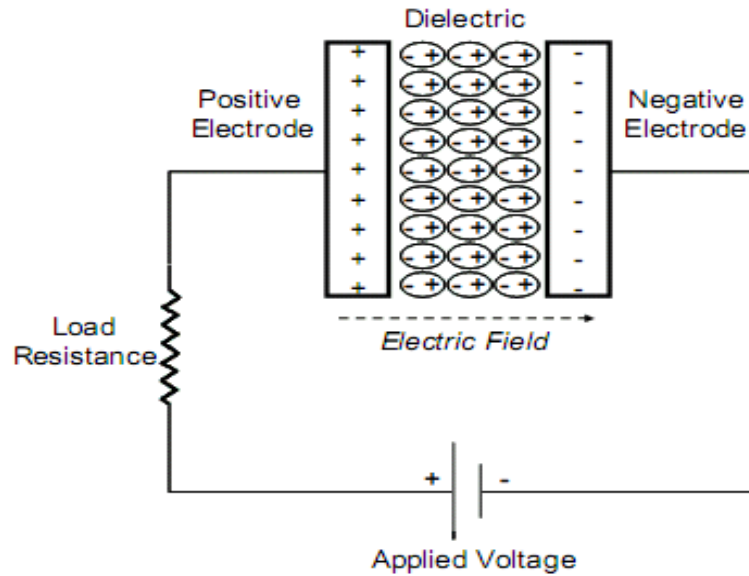 Dielectric
Positive
Electrode
Negative
Electrode
+ - + - + - + -
+ - + - + - + -
+ - + - + - + -
+ - + - + - + -
+ - + - + - + -
+ - + - + - + -
+ - + - + - + -
+ - + - + - + -
+ - + - + - + -
Electric Field
Load
Resistance
+ -
Applied Voltage